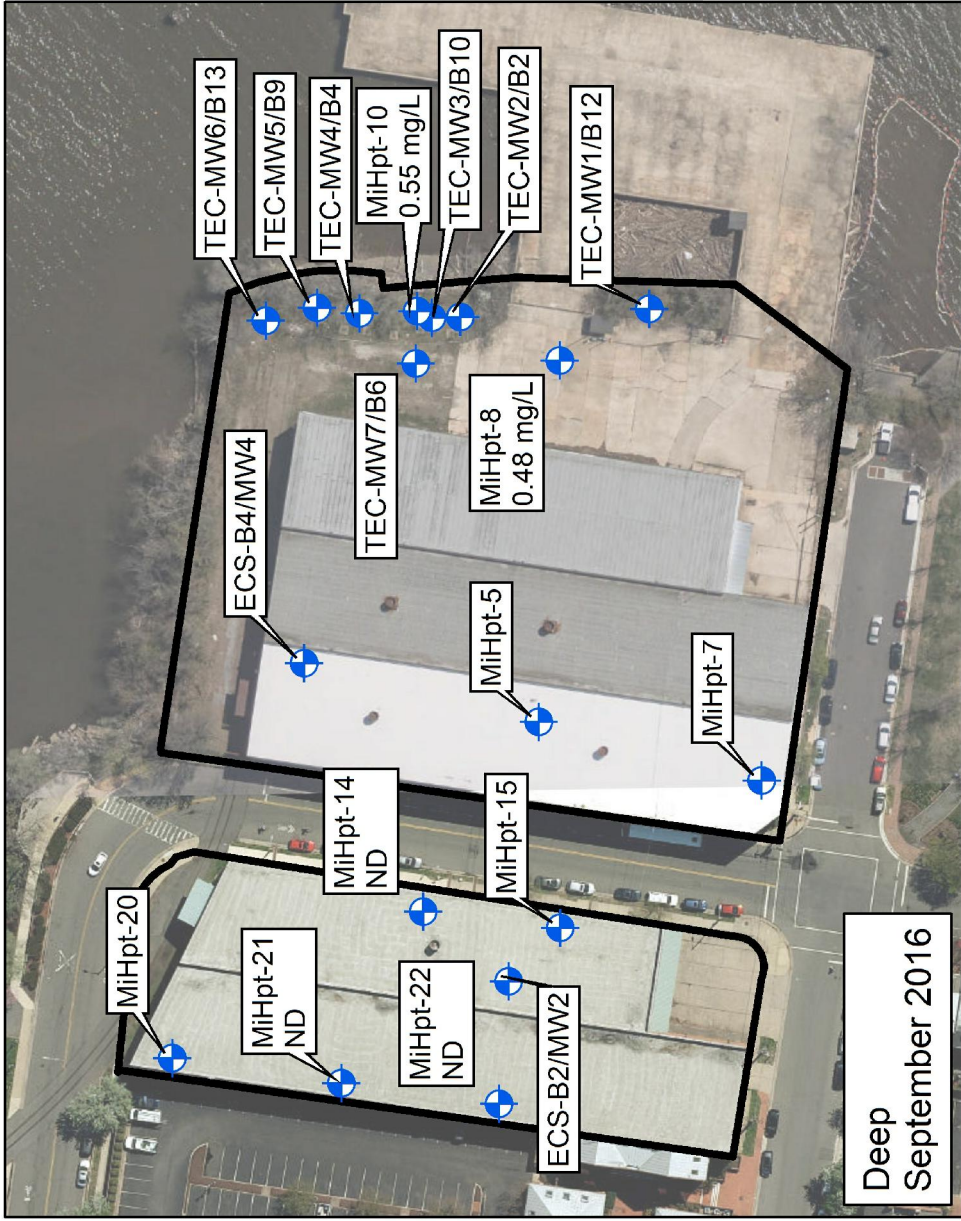 TEC-MW6/B13
TEC-MW5/B9
TEC-MW4/B4
MiHpt-10
0.55 mg/L
TEC-MW3/B10
TEC-MW2/B2
TEC-MW1/B12
ECS-B4/MW4
TEC-MW7/B6
MiHpt-8
0.48 mg/L
MiHpt-5
MiHpt-7
MiHpt-14
ND
MiHpt-15
MiHpt-20
MiHpt-21
ND
MiHpt-22
ND
ECS-B2/MW2
Deep
September 2016